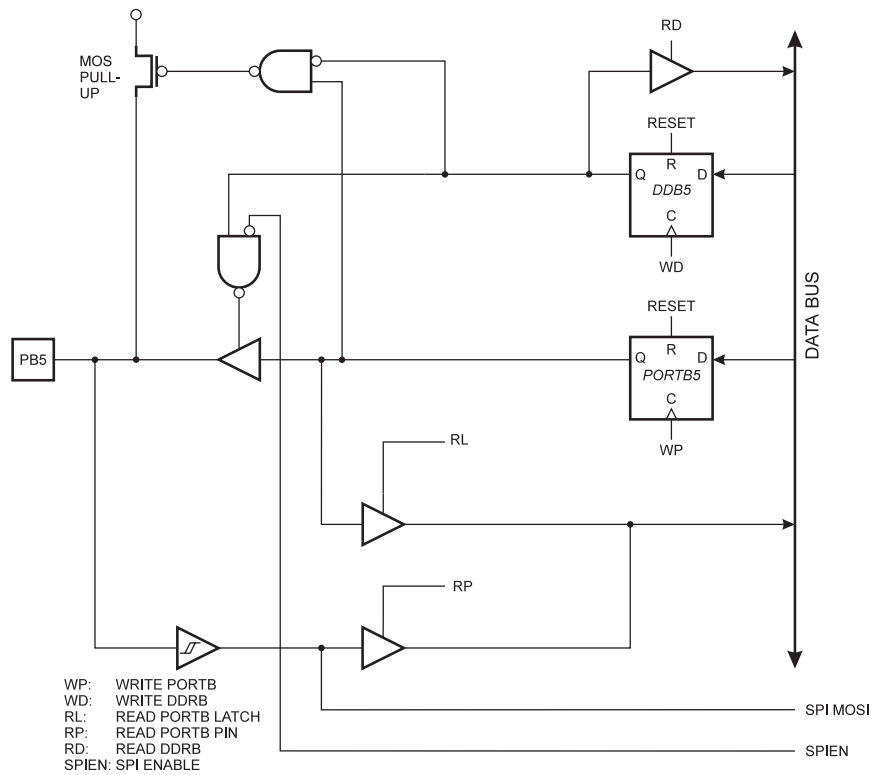 RD
MOS
PULL-
UP
RESET
R
Q
D
DDB5
C
WD
DATA BUS
RESET
PB5
R
Q
D
PORTB5
C
WP
RL
RP
WP: WRITE PORTB
WD: WRITE DDRB
RL: READ PORTB LATCH
RP: READ PORTB PIN
RD: READ DDRB
SPIEN: SPI ENABLE
SPI MOSI
SPIEN